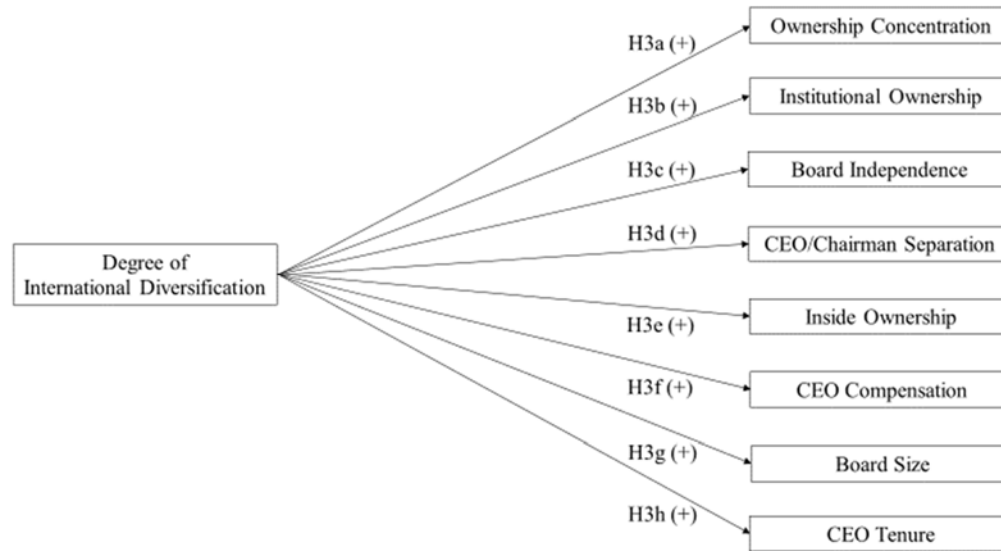 Ownership Concentration
H3a (+)
Institutional Ownership
H3b (+)
Board Independence
H3c (+)
CEO/Chairman Separation
H3d (+)
Degree of
International Diversification
Inside Ownership
H3e (+)
CEO Compensation
H3f (+)
Board Size
H3g (+)
CEO Tenure
H3h (+)